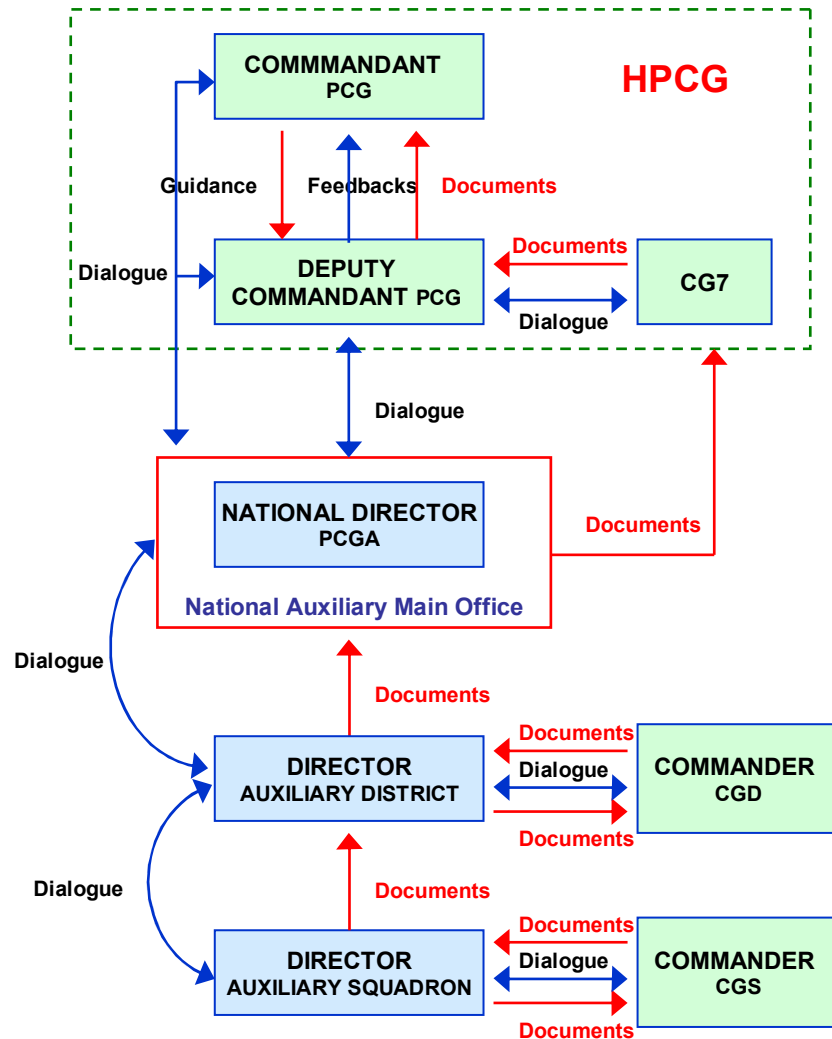 COMMMANDANT
PCG
HPCG
Guidance
Feedbacks
Documents
Dialogue
DEPUTY
COMMANDANT PCG
Documents
CG7
Dialogue
Dialogue
NATIONAL DIRECTOR
PCGA
Documents
National Auxiliary Main Office
Dialogue
Documents
DIRECTOR
AUXILIARY DISTRICT
Documents
Dialogue
Documents
COMMANDER
CGD
Dialogue
Documents
DIRECTOR
AUXILIARY SQUADRON
Documents
Dialogue
Documents
COMMANDER
CGS